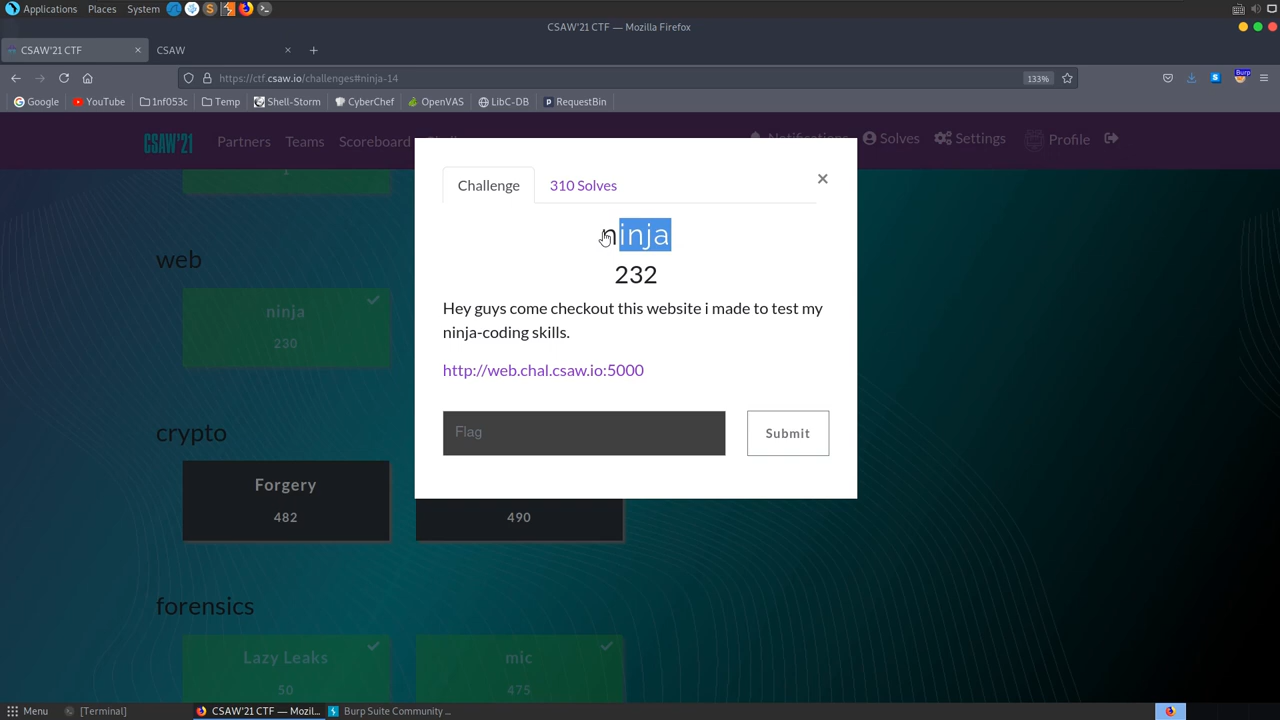 Applications Places System
CSAW'21 CTF — Mozilla Firefox
CSAW'21 CTF × CSAW × +
https://ctf.csaw.io/challenges#ninja-14 133% Burp
Google YouTube 1nf053c Temp Shell-Storm CyberChef OpenVAS LibC-DB RequestBin
CSAW'21 Partners Teams Scoreboard Notifications Solves Settings Profile
Challenge 310 Solves ×
ninja
232
Hey guys come checkout this website i made to test my
ninja-coding skills.
http://web.chal.csaw.io:5000
Flag Submit
web
ninja
230
crypto
Forgery
482 490
forensics
Lazy Leaks mic
50 475
Menu [Terminal] CSAW'21 CTF — Mozil... Burp Suite Community ...